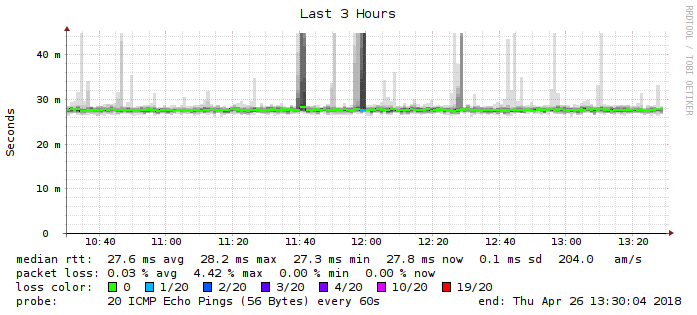 Last 3 Hours
RRDTOOL / TOBI OETIKER
Seconds
40 m
30 m
20 m
10 m
0
10:40 11:00 11:20 11:40 12:00 12:20 12:40 13:00 13:20
median rtt: 27.6 ms avg 28.2 ms max 27.3 ms min 27.8 ms now 0.1 ms sd 204.0 am/s
packet loss: 0.03 % avg 4.42 % max 0.00 % min 0.00 % now
loss color: 0 1/20 2/20 3/20 4/20 10/20 19/20
probe: 20 ICMP Echo Pings (56 Bytes) every 60s end: Thu Apr 26 13:30:04 2018